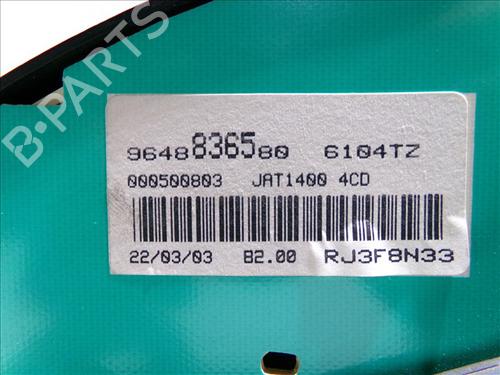 B-PARTS
9648836580 6104TZ
000500803 JAT1400 4CD
22/03/03 B2.00 RJ3F8N33